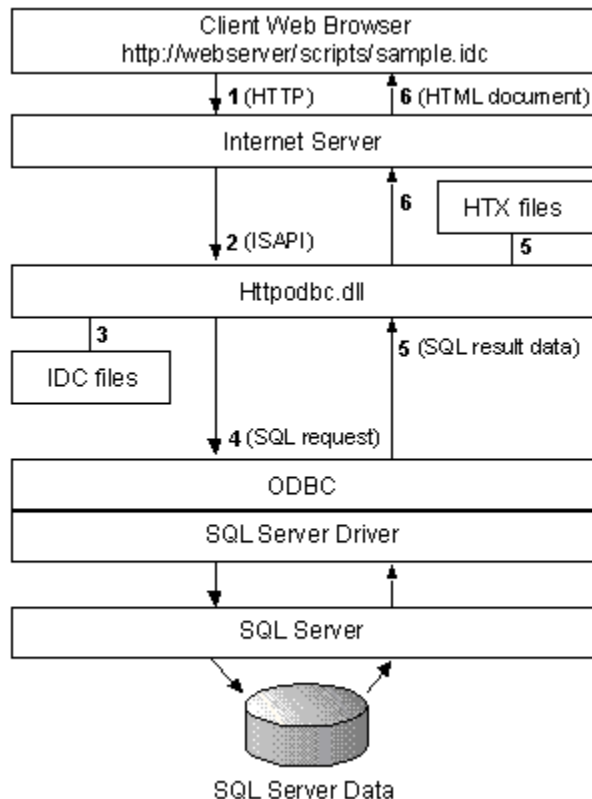 Client Web Browser
http://webserver/scripts/sample.idc
1 (HTTP)
6 (HTML document)
Internet Server
6
HTX files
2 (ISAPI)
5
Httpodbc.dll
3
5 (SQL result data)
IDC files
4 (SQL request)
ODBC
SQL Server Driver
SQL Server
SQL Server Data